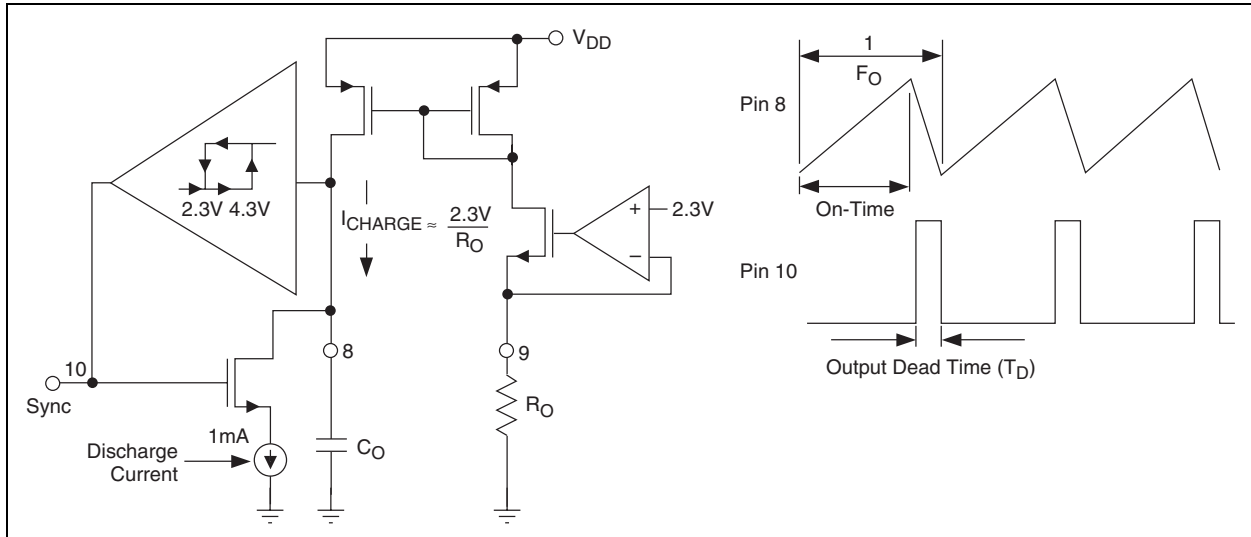 V_DD
2.3V 4.3V
I_CHARGE ≈ 2.3V
R_O
+
2.3V
−
10
Sync
8
9
1mA
Discharge
Current
C_O
R_O
1
F_O
Pin 8
On-Time
Pin 10
Output Dead Time (T_D)